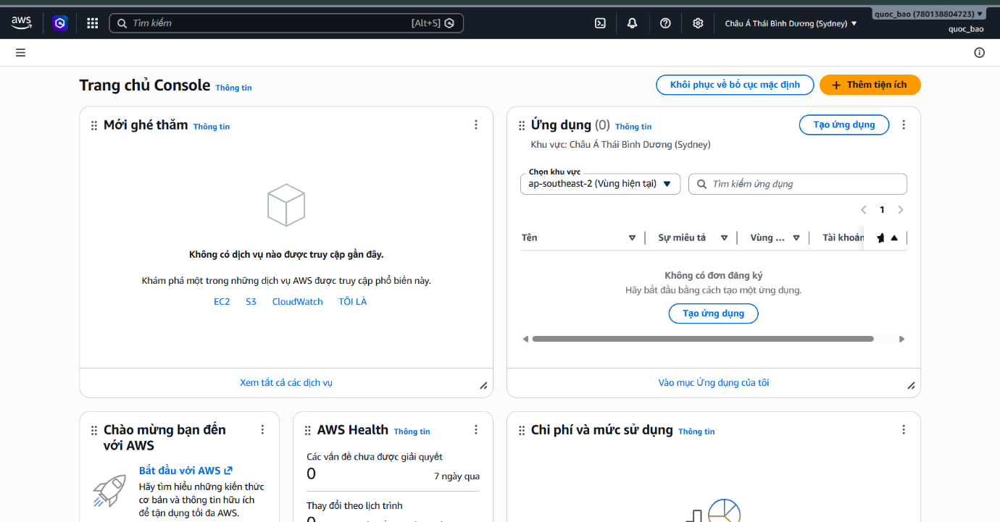 aws
Tìm kiếm [Alt+S]
Châu Á Thái Bình Dương (Sydney) ▼
quoc_bao (780138804723) ▼
quoc_bao
Trang chủ Console Thông tin
Khôi phục về bố cục mặc định
+ Thêm tiện ích
Mới ghé thăm Thông tin
Không có dịch vụ nào được truy cập gần đây.
Khám phá một trong những dịch vụ AWS được truy cập phổ biến này.
EC2 S3 CloudWatch TÔI LÀ
Xem tất cả các dịch vụ
Ứng dụng (0) Thông tin
Tạo ứng dụng
Khu vực: Châu Á Thái Bình Dương (Sydney)
Chọn khu vực
ap-southeast-2 (Vùng hiện tại)
Tìm kiếm ứng dụng
1
Tên Sự miêu tả Vùng ... Tài khoản
Không có đơn đăng ký
Hãy bắt đầu bằng cách tạo một ứng dụng.
Tạo ứng dụng
Vào mục Ứng dụng của tôi
Chào mừng bạn đến
với AWS
Bắt đầu với AWS
Hãy tìm hiểu những kiến thức
cơ bản và thông tin hữu ích
để tận dụng tối đa AWS.
AWS Health Thông tin
Các vấn đề chưa được giải quyết
0 7 ngày qua
Thay đổi theo lịch trình
0
Chi phí và mức sử dụng Thông tin